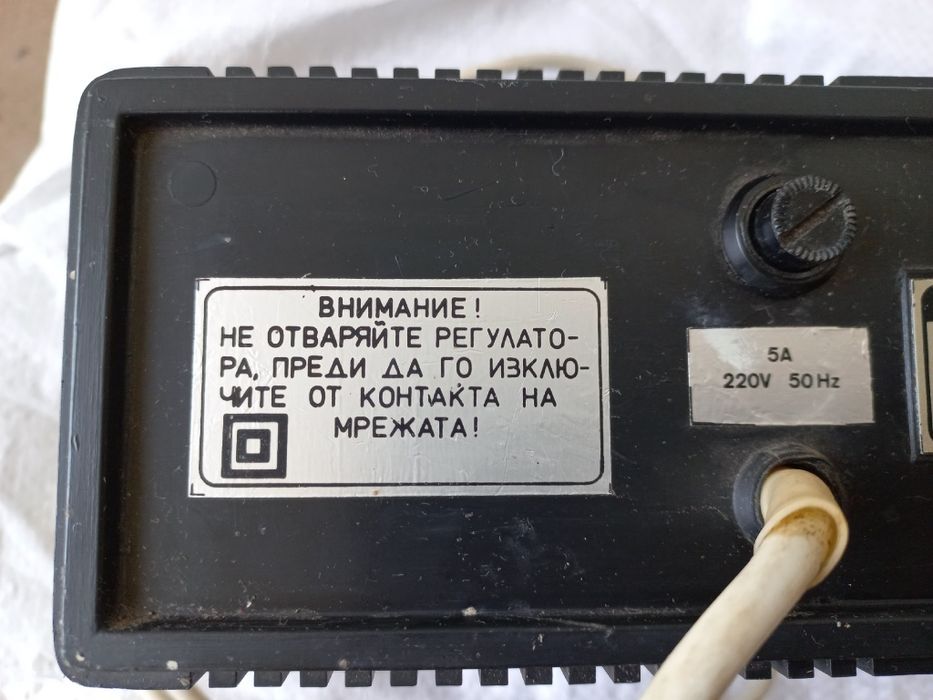 ВНИМАНИЕ!
НЕ ОТВАРЯЙТЕ РЕГУЛАТО-
РА, ПРЕДИ ДА ГО ИЗКЛЮ-
ЧИТЕ ОТ КОНТАКТА НА
МРЕЖАТА!
5A
220V 50Hz